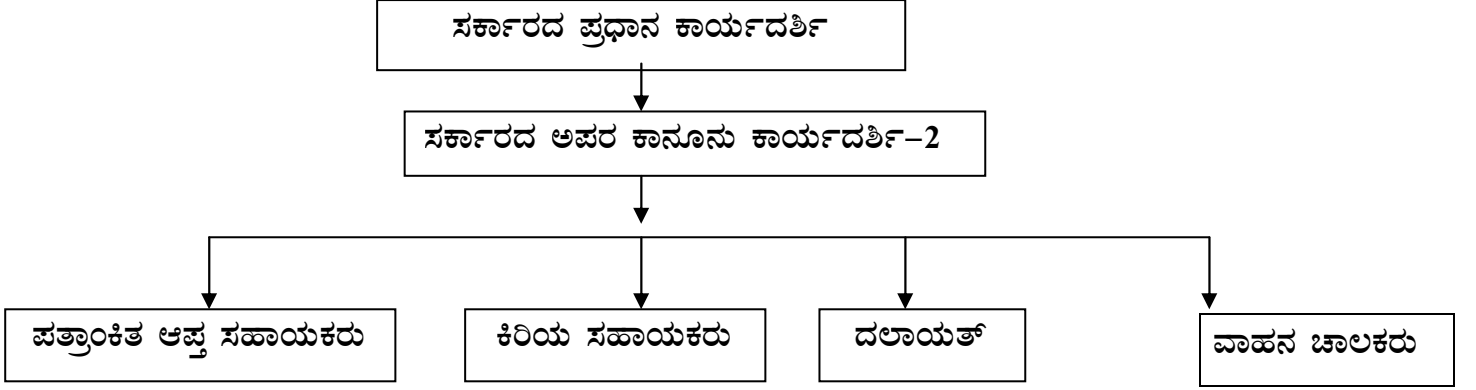 ಸರ್ಕಾರದ ಪ್ರಧಾನ ಕಾರ್ಯದರ್ಶಿ
ಸರ್ಕಾರದ ಅಪರ ಕಾನೂನು ಕಾರ್ಯದರ್ಶಿ–2
ಪತ್ರಾಂಕಿತ ಆಪ್ತ ಸಹಾಯಕರು
ಕಿರಿಯ ಸಹಾಯಕರು
ದಲಾಯತ್
ವಾಹನ ಚಾಲಕರು